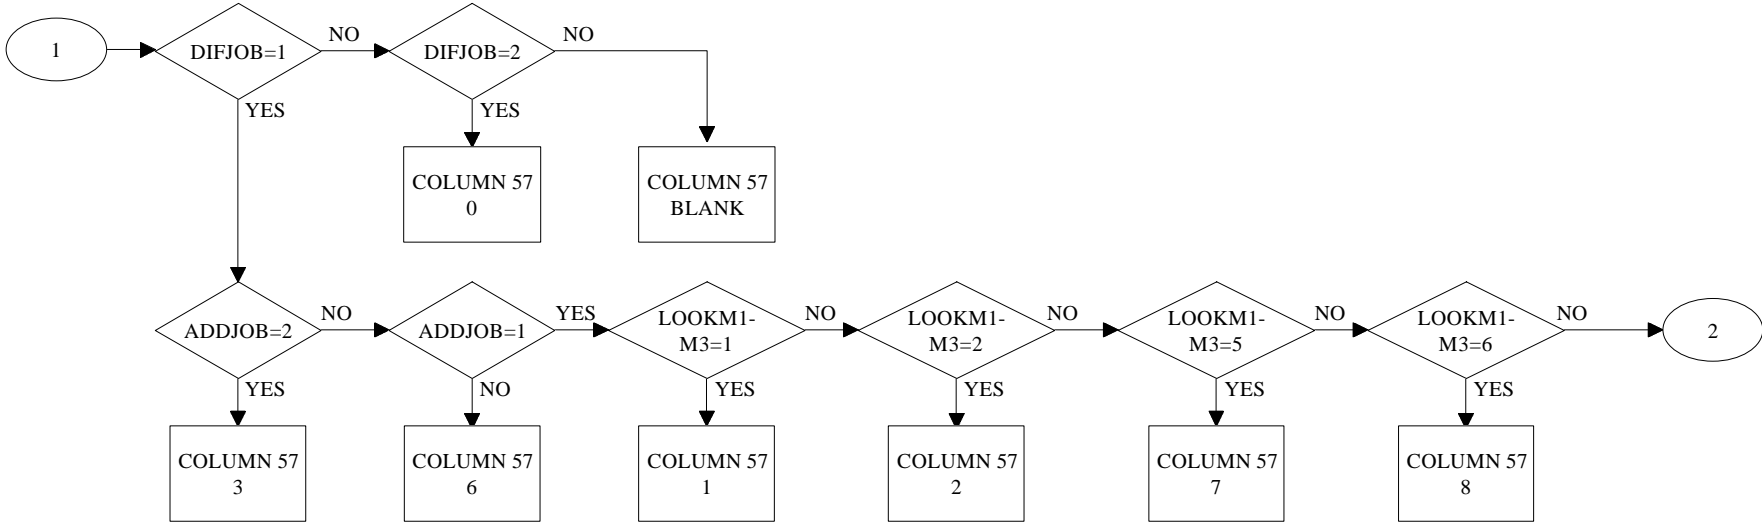 1
DIFJOB=1
NO
DIFJOB=2
NO
YES
YES
COLUMN 57
0
COLUMN 57
BLANK
ADDJOB=2
NO
ADDJOB=1
YES
LOOKM1-
M3=1
NO
LOOKM1-
M3=2
NO
LOOKM1-
M3=5
NO
LOOKM1-
M3=6
NO
2
YES
NO
YES
YES
YES
YES
COLUMN 57
3
COLUMN 57
6
COLUMN 57
1
COLUMN 57
2
COLUMN 57
7
COLUMN 57
8